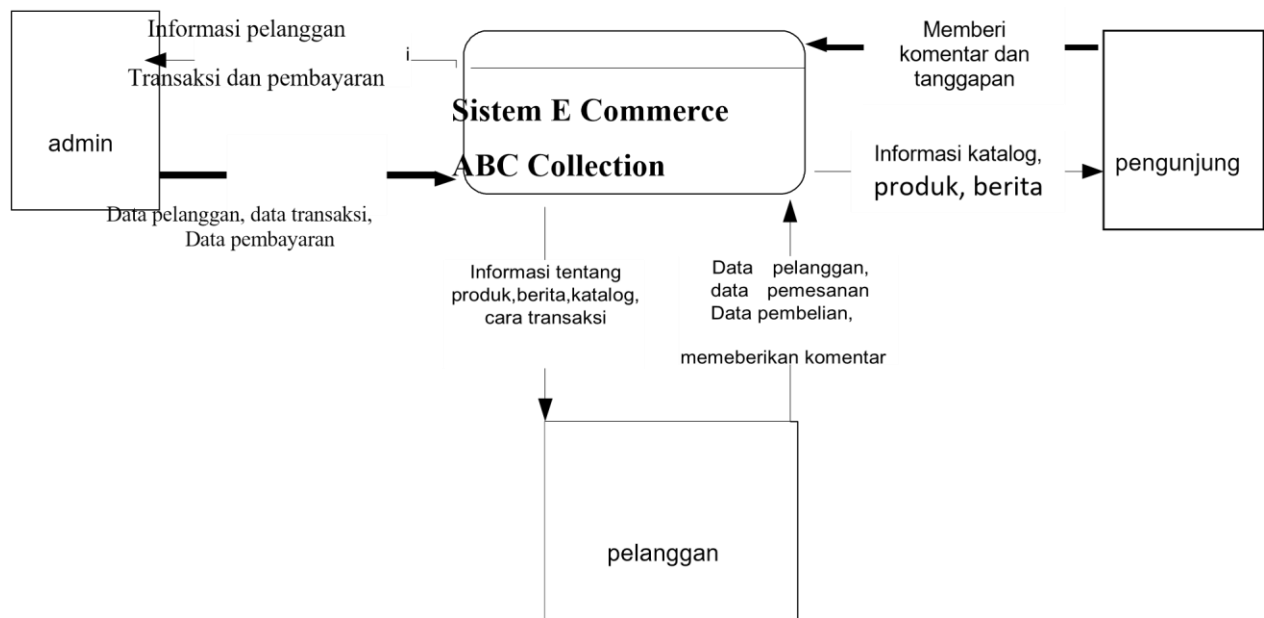 Informasi pelanggan
i
Transaksi dan pembayaran
admin
Data pelanggan, data transaksi,
Data pembayaran
Sistem E Commerce
ABC Collection
Memberi
komentar dan
tanggapan
Informasi katalog,
produk, berita
pengunjung
Informasi tentang
produk,berita,katalog,
cara transaksi
Data pelanggan,
data pemesanan
Data pembelian,
memeberikan komentar
pelanggan